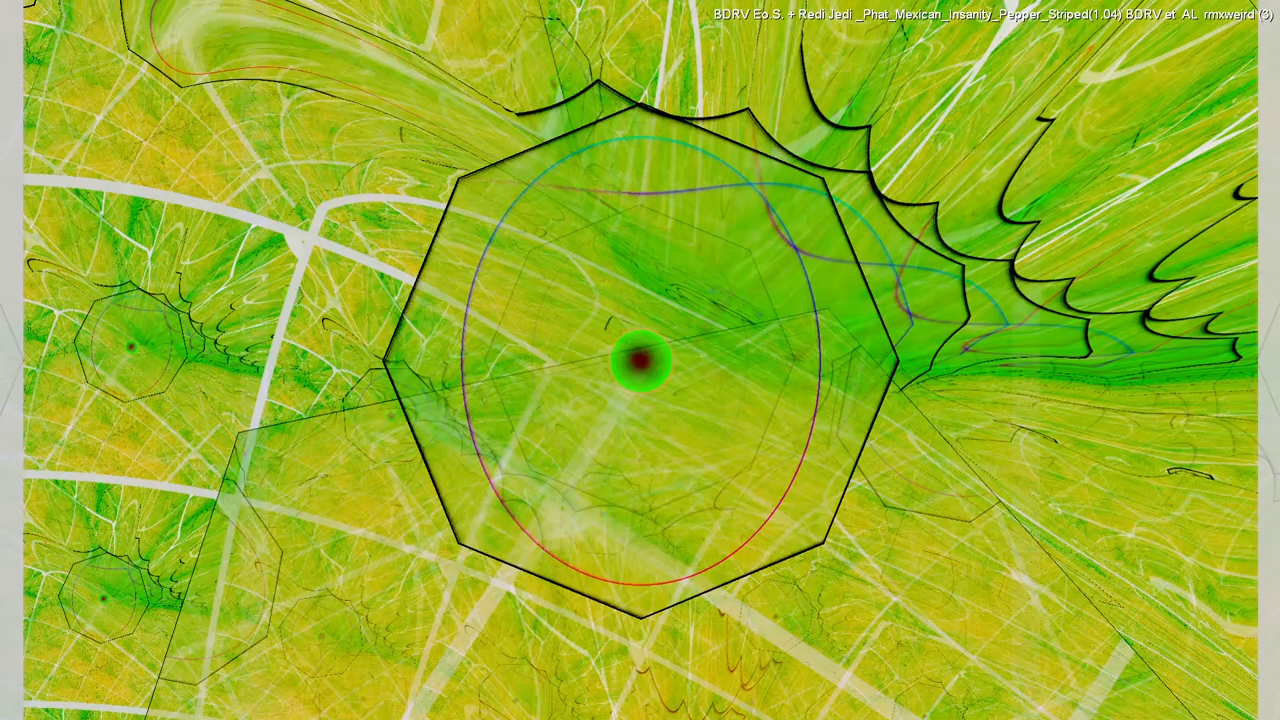 BDRV Eo.S. + Redi Jedi _Phat_Mexican_Insanity_Pepper_Striped(1.04) BDRV et  AL  rmxweird (3)